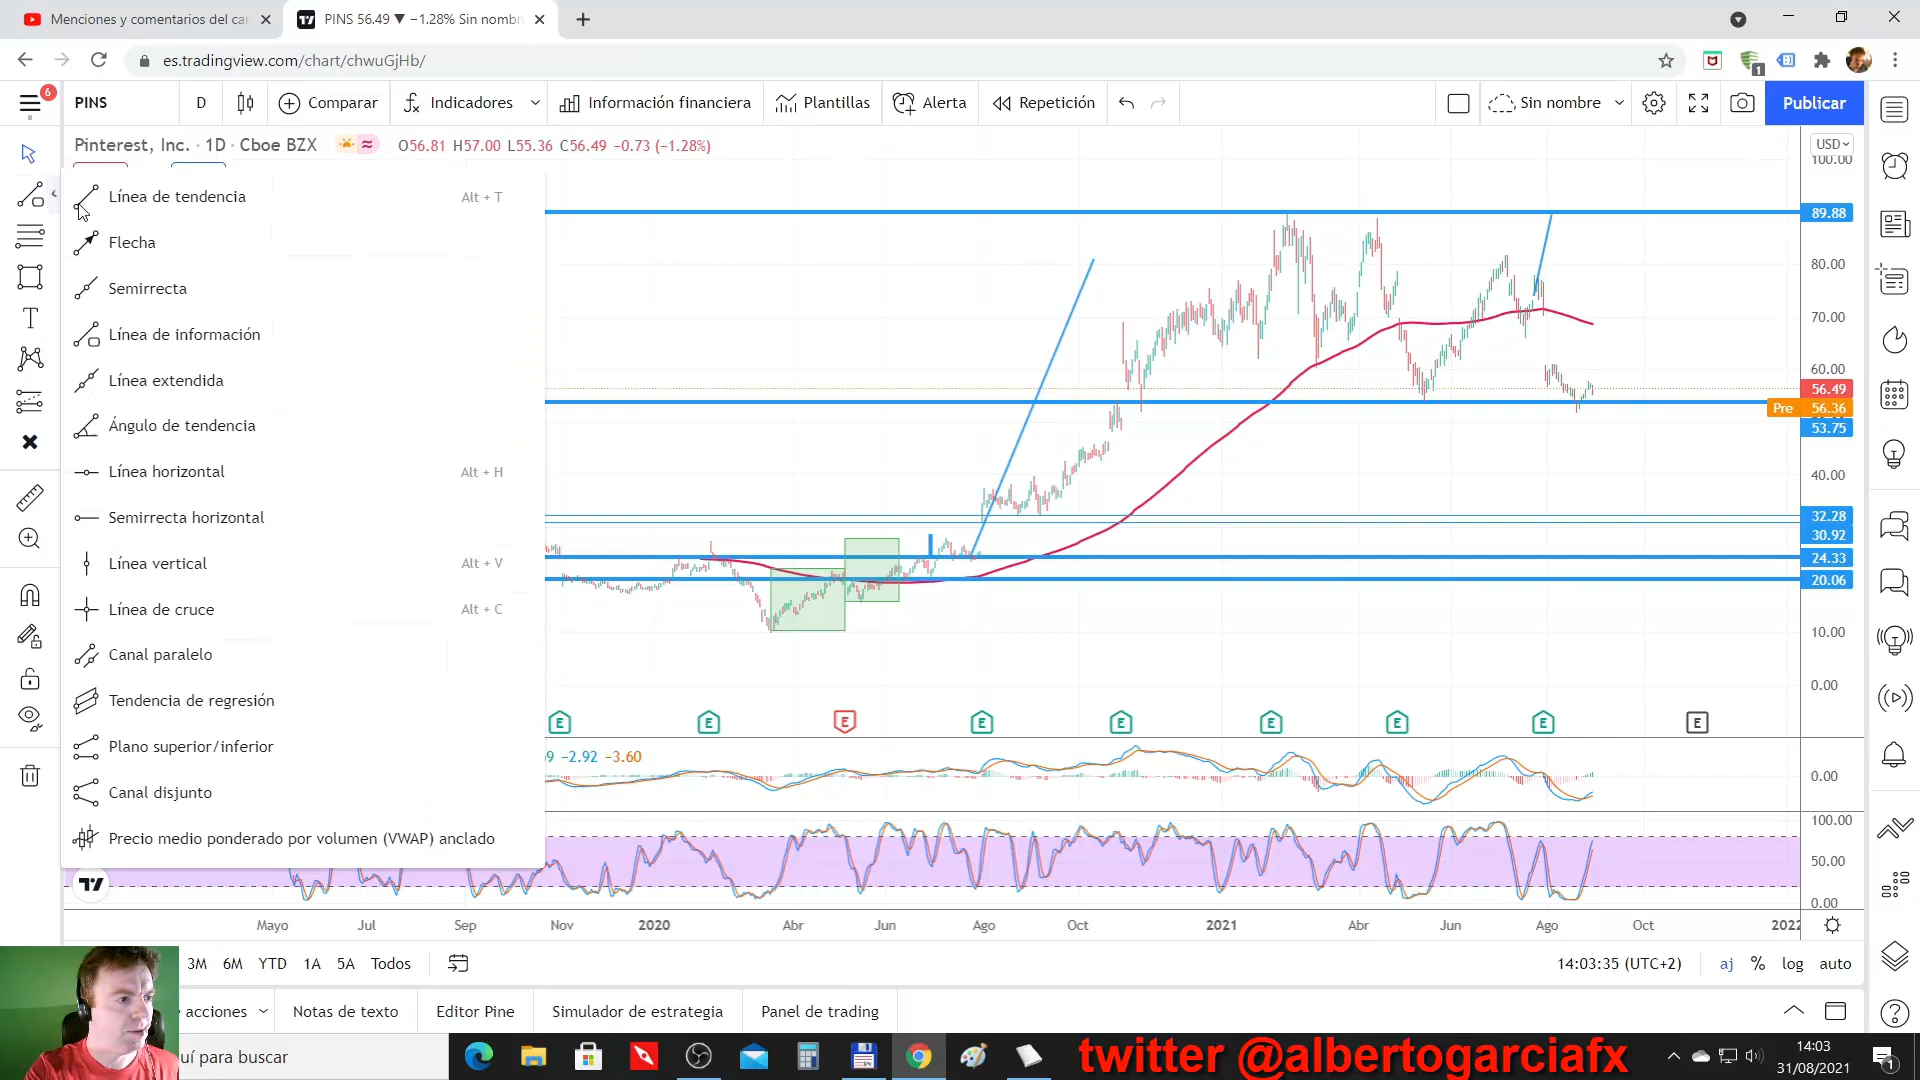 Menciones y comentarios del car
PINS 56.49 ▼ −1.28% Sin nombr
es.tradingview.com/chart/chwuGjHb/
1
6
PINS
D
Comparar
Indicadores
Información financiera
Plantillas
Alerta
Repetición
Sin nombre
Publicar
Pinterest, Inc. · 1D · Cboe BZX
O56.81 H57.00 L55.36 C56.49 −0.73 (−1.28%)
USD
100.00
Línea de tendencia Alt + T
Flecha
Semirrecta
Línea de información
Línea extendida
Ángulo de tendencia
Línea horizontal Alt + H
Semirrecta horizontal
Línea vertical Alt + V
Línea de cruce Alt + C
Canal paralelo
Tendencia de regresión
Plano superior/inferior
Canal disjunto
Precio medio ponderado por volumen (VWAP) anclado
89.88
80.00
70.00
60.00
56.49
Pre 56.36
53.75
40.00
32.28
30.92
24.33
20.06
10.00
0.00
E E E E E E E E E
9 −2.92 −3.60
0.00
100.00
50.00
0.00
Mayo Jul Sep Nov 2020 Abr Jun Ago Oct 2021 Abr Jun Ago Oct 2022
3M 6M YTD 1A 5A Todos
14:03:35 (UTC+2)
aj % log auto
acciones
Notas de texto
Editor Pine
Simulador de estrategia
Panel de trading
uí para buscar
twitter @albertogarciafx
14:03
31/08/2021
1